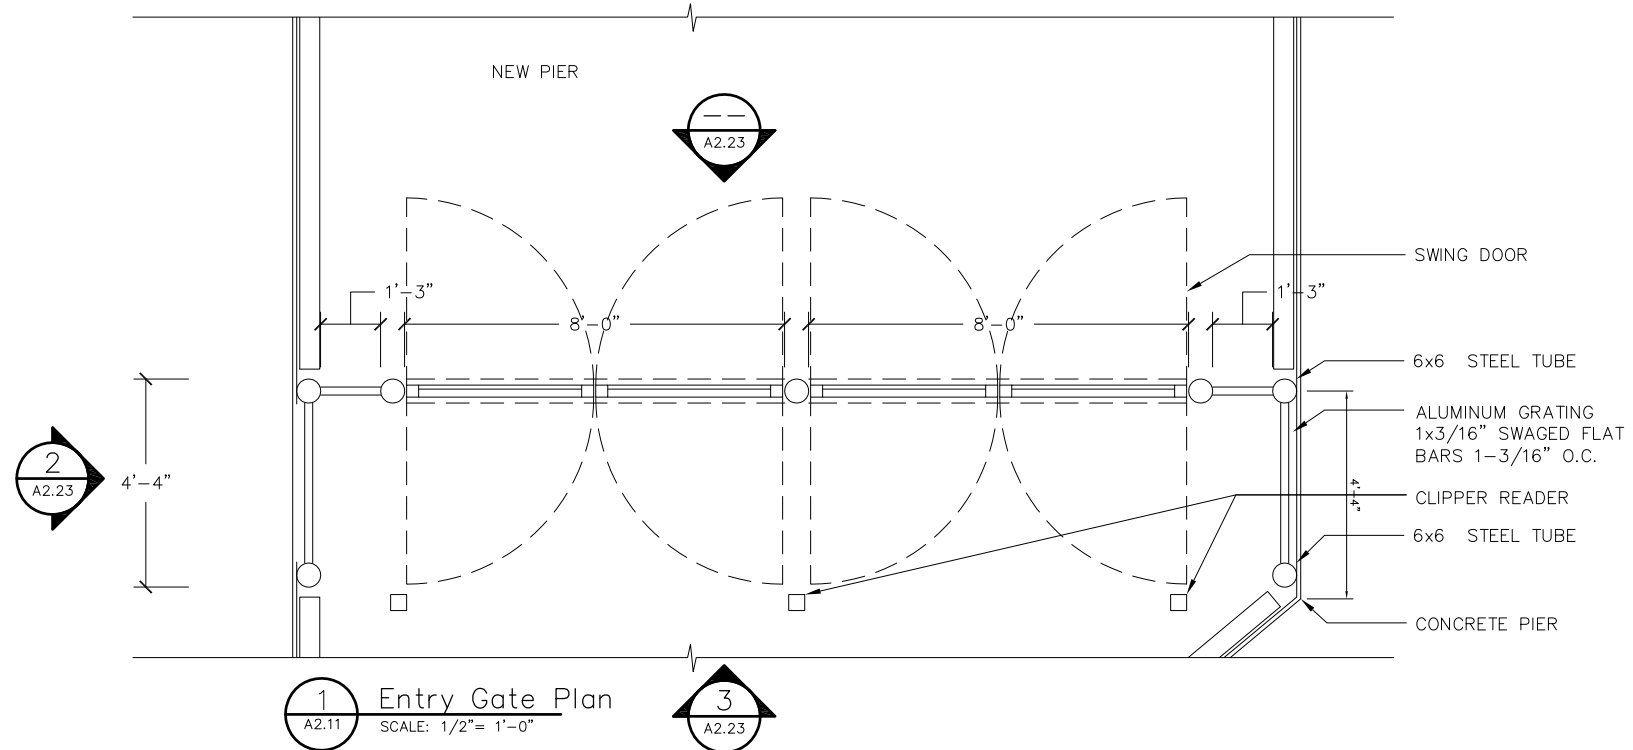 NEW PIER
– –
A2.23
SWING DOOR
1'-3"
1'-3"
8'-0"
8'-0"
6x6 STEEL TUBE
ALUMINUM GRATING
1x3/16" SWAGED FLAT
BARS 1-3/16" O.C.
2
A2.23
4'-4"
4'-4"
CLIPPER READER
6x6 STEEL TUBE
CONCRETE PIER
1
A2.11
Entry Gate Plan
SCALE: 1/2"= 1'-0"
3
A2.23